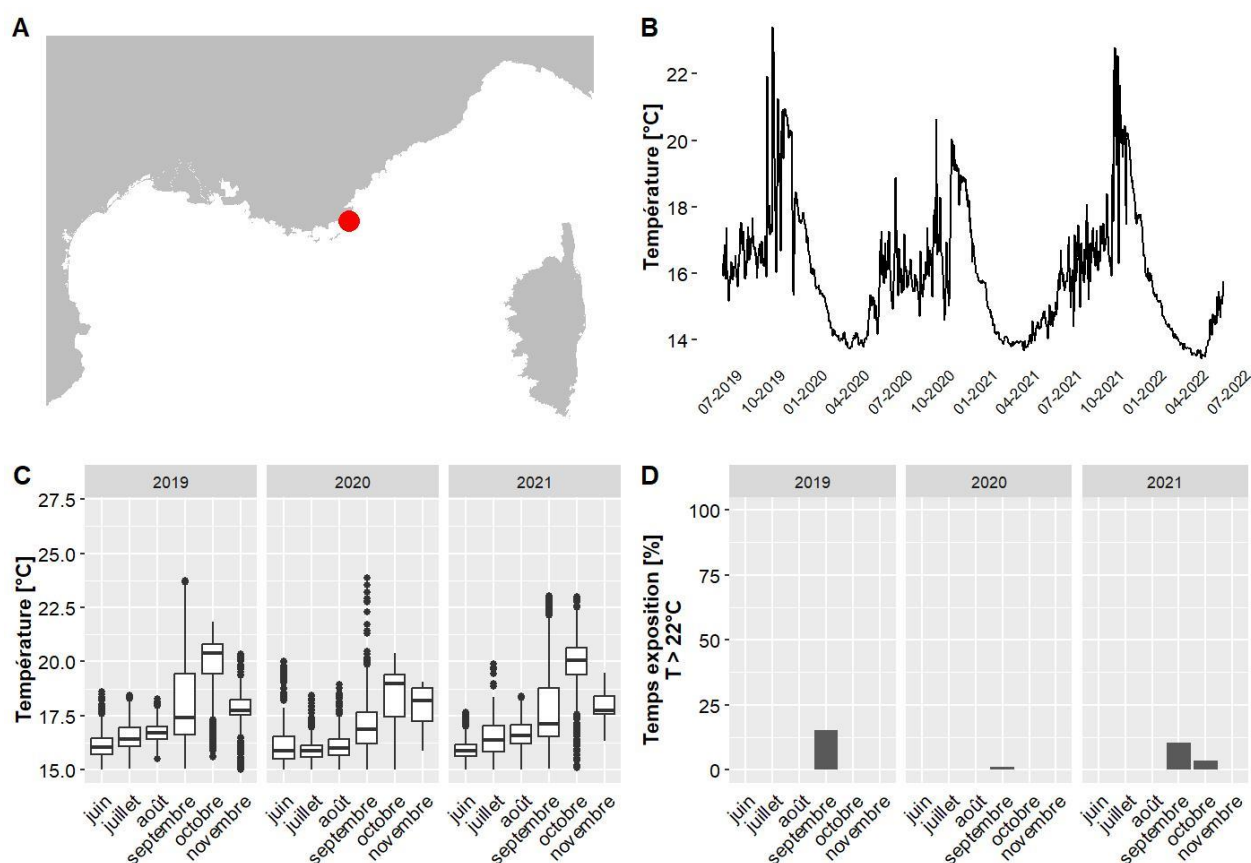 A
B
Température [°C]
22
20
18
16
14
07-2019
10-2019
01-2020
04-2020
07-2020
10-2020
01-2021
04-2021
07-2021
10-2021
01-2022
04-2022
07-2022
C
2019
2020
2021
Température [°C]
27.5
25.0
22.5
20.0
17.5
15.0
juin
juillet
août
septembre
octobre
novembre
juin
juillet
août
septembre
octobre
novembre
juin
juillet
août
septembre
octobre
novembre
D
2019
2020
2021
Temps exposition [%]
T > 22°C
100
75
50
25
0
juin
juillet
août
septembre
octobre
novembre
juin
juillet
août
septembre
octobre
novembre
juin
juillet
août
septembre
octobre
novembre